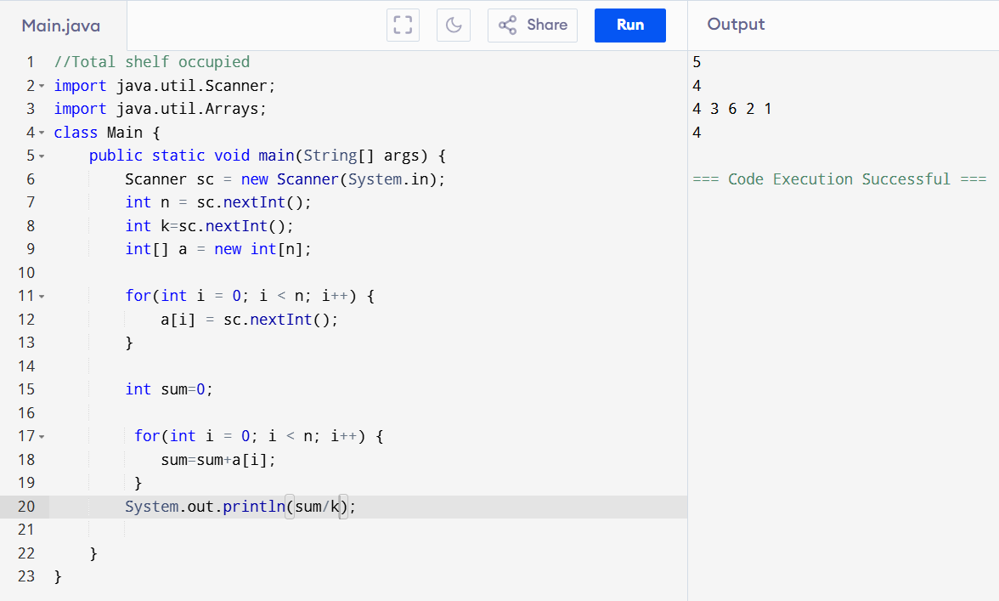 Main.java
Share
Run
Output
1 //Total shelf occupied
2 import java.util.Scanner;
3 import java.util.Arrays;
4 class Main {
5     public static void main(String[] args) {
6         Scanner sc = new Scanner(System.in);
7         int n = sc.nextInt();
8         int k=sc.nextInt();
9         int[] a = new int[n];
10
11         for(int i = 0; i < n; i++) {
12             a[i] = sc.nextInt();
13         }
14
15         int sum=0;
16
17          for(int i = 0; i < n; i++) {
18             sum=sum+a[i];
19          }
20         System.out.println(sum/k);
21
22     }
23 }
5
4
4 3 6 2 1
4
=== Code Execution Successful ===